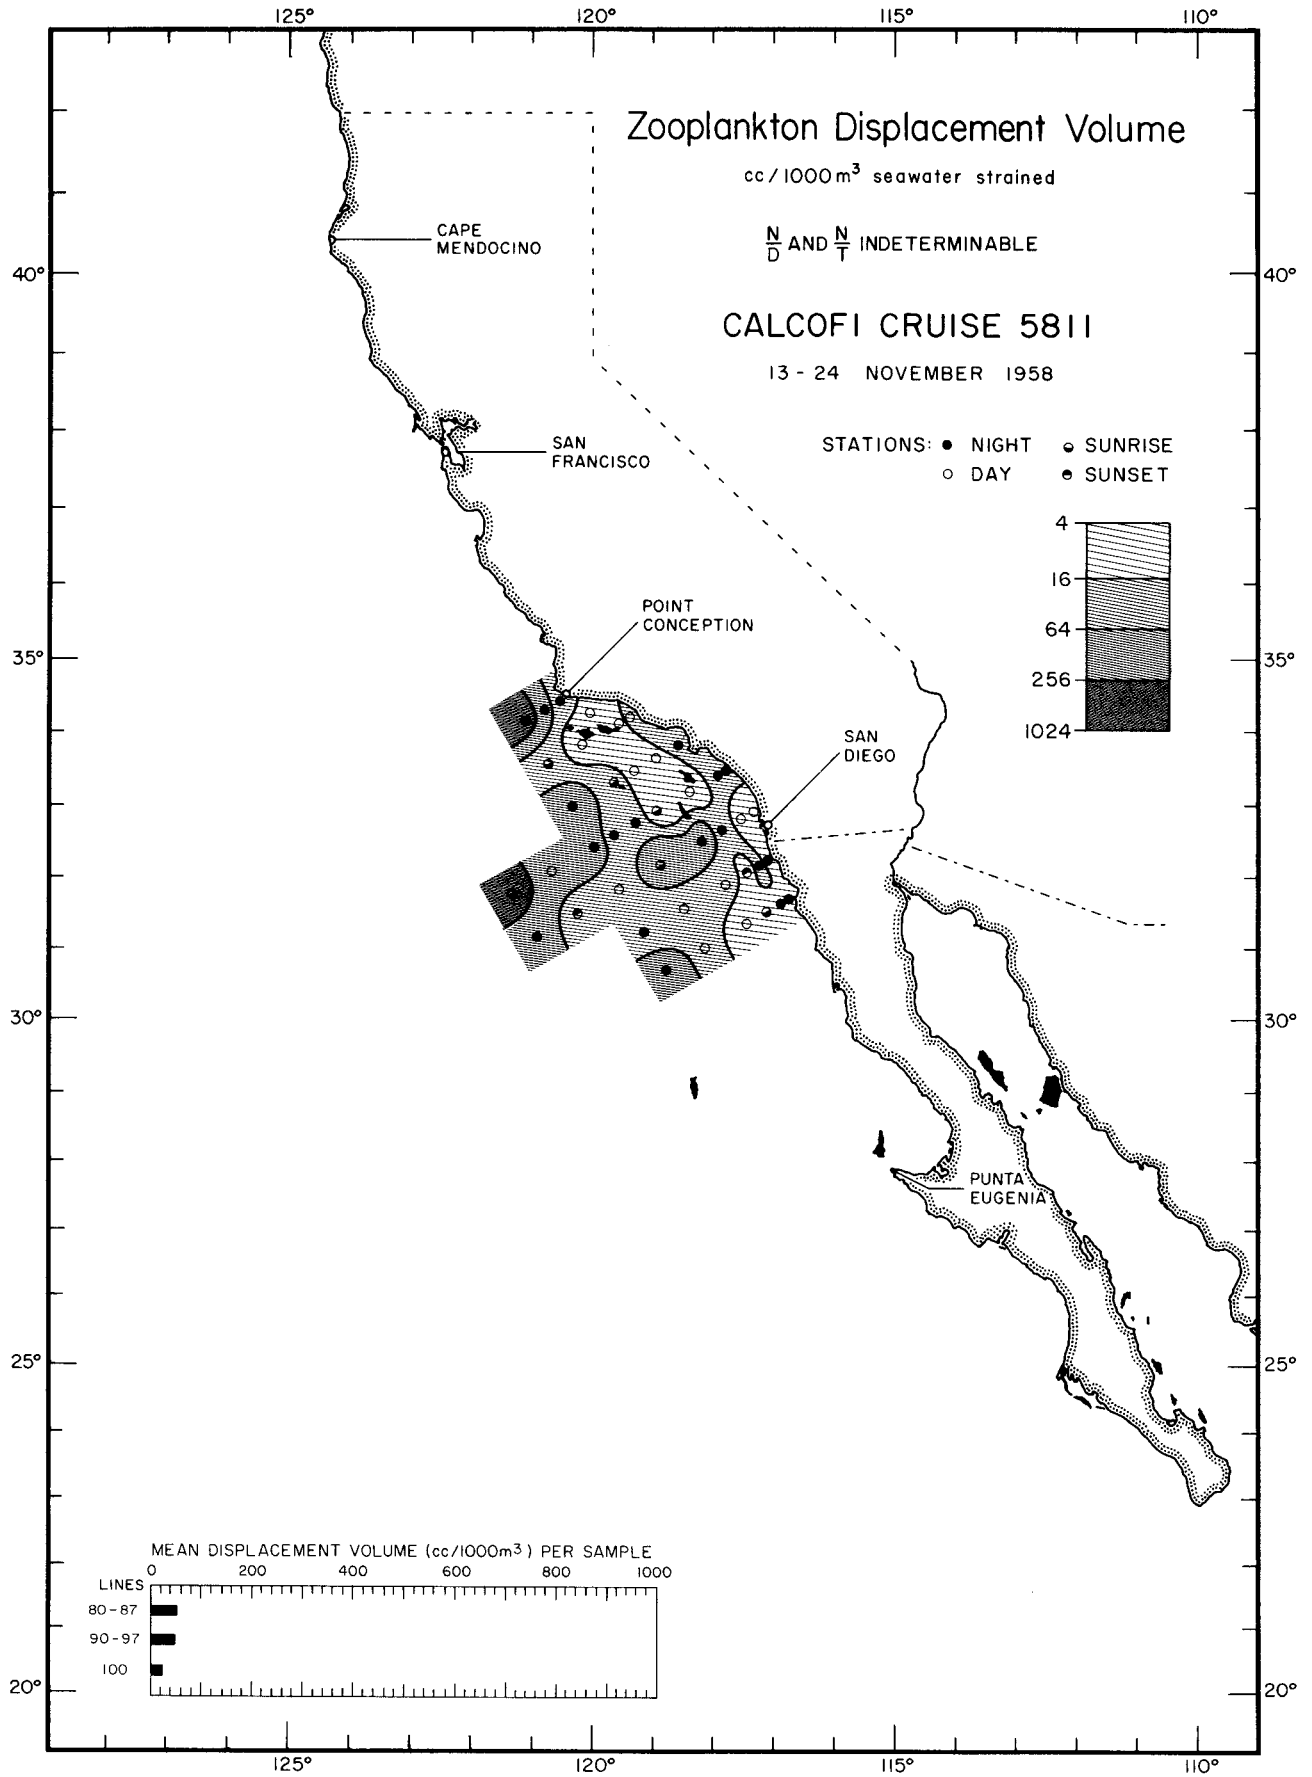 125° 120° 115° 110°
Zooplankton Displacement Volume
cc/1000m³ seawater strained
N/D AND N/T INDETERMINABLE
CALCOFI CRUISE 5811
13-24 NOVEMBER 1958
STATIONS: ● NIGHT SUNRISE
○ DAY SUNSET
4
16
64
256
1024
CAPE
MENDOCINO
40° 40°
SAN
FRANCISCO
POINT
CONCEPTION
35° 35°
SAN
DIEGO
30° 30°
PUNTA
EUGENIA
25° 25°
MEAN DISPLACEMENT VOLUME (cc/1000m³) PER SAMPLE
0 200 400 600 800 1000
LINES
80-87
90-97
100
20° 20°
125° 120° 115° 110°